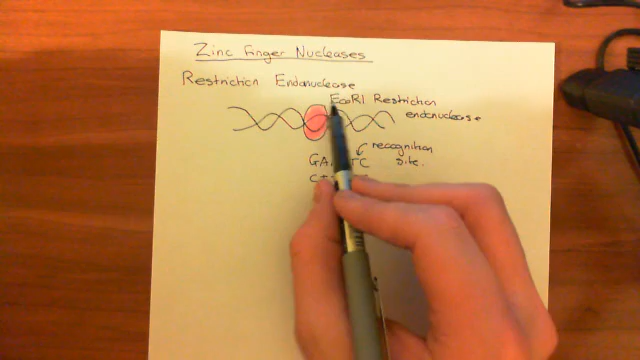 Zinc Finger Nucleases
Restriction Endonuclease
EcoRI Restriction
endonuclease
recognition
site.